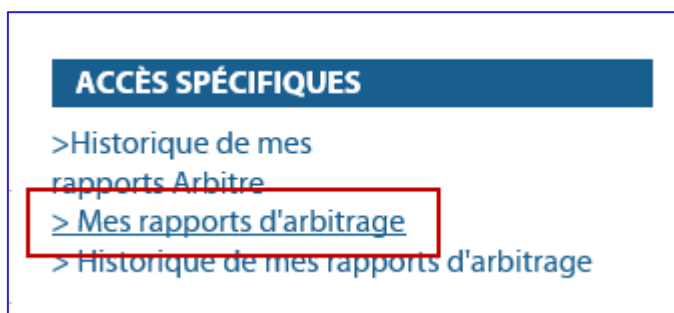 ACCÈS SPÉCIFIQUES
>Historique de mes
rapports Arbitre
> Mes rapports d'arbitrage
> Historique de mes rapports d'arbitrage